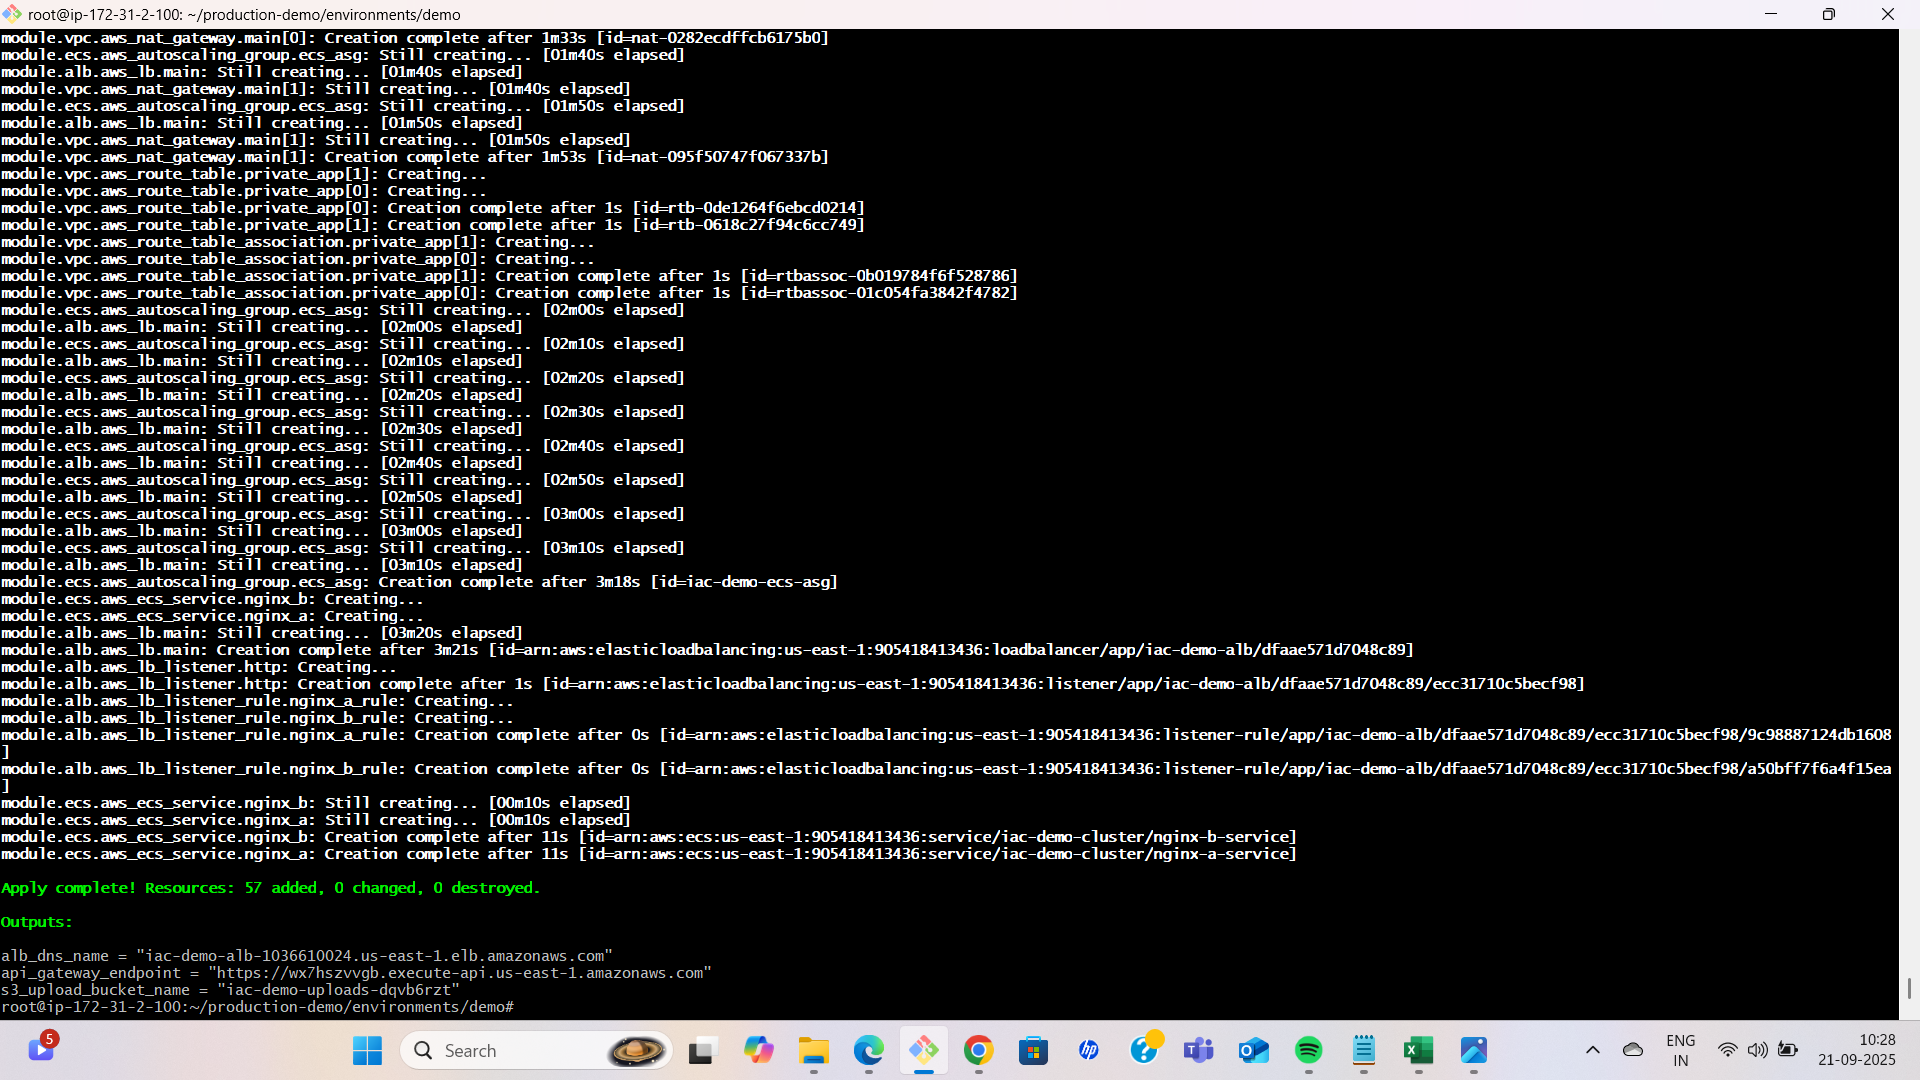 root@ip-172-31-2-100: ~/production-demo/environments/demo
module.vpc.aws_nat_gateway.main[0]: Creation complete after 1m33s [id=nat-0282ecdffcb6175b0]
module.ecs.aws_autoscaling_group.ecs_asg: Still creating... [01m40s elapsed]
module.alb.aws_lb.main: Still creating... [01m40s elapsed]
module.vpc.aws_nat_gateway.main[1]: Still creating... [01m40s elapsed]
module.ecs.aws_autoscaling_group.ecs_asg: Still creating... [01m50s elapsed]
module.alb.aws_lb.main: Still creating... [01m50s elapsed]
module.vpc.aws_nat_gateway.main[1]: Still creating... [01m50s elapsed]
module.vpc.aws_nat_gateway.main[1]: Creation complete after 1m53s [id=nat-095f50747f067337b]
module.vpc.aws_route_table.private_app[1]: Creating...
module.vpc.aws_route_table.private_app[0]: Creating...
module.vpc.aws_route_table.private_app[0]: Creation complete after 1s [id=rtb-0de1264f6ebcd0214]
module.vpc.aws_route_table.private_app[1]: Creation complete after 1s [id=rtb-0618c27f94c6cc749]
module.vpc.aws_route_table_association.private_app[1]: Creating...
module.vpc.aws_route_table_association.private_app[0]: Creating...
module.vpc.aws_route_table_association.private_app[1]: Creation complete after 1s [id=rtbassoc-0b019784f6f528786]
module.vpc.aws_route_table_association.private_app[0]: Creation complete after 1s [id=rtbassoc-01c054fa3842f4782]
module.ecs.aws_autoscaling_group.ecs_asg: Still creating... [02m00s elapsed]
module.alb.aws_lb.main: Still creating... [02m00s elapsed]
module.ecs.aws_autoscaling_group.ecs_asg: Still creating... [02m10s elapsed]
module.alb.aws_lb.main: Still creating... [02m10s elapsed]
module.ecs.aws_autoscaling_group.ecs_asg: Still creating... [02m20s elapsed]
module.alb.aws_lb.main: Still creating... [02m20s elapsed]
module.ecs.aws_autoscaling_group.ecs_asg: Still creating... [02m30s elapsed]
module.alb.aws_lb.main: Still creating... [02m30s elapsed]
module.ecs.aws_autoscaling_group.ecs_asg: Still creating... [02m40s elapsed]
module.alb.aws_lb.main: Still creating... [02m40s elapsed]
module.ecs.aws_autoscaling_group.ecs_asg: Still creating... [02m50s elapsed]
module.alb.aws_lb.main: Still creating... [02m50s elapsed]
module.ecs.aws_autoscaling_group.ecs_asg: Still creating... [03m00s elapsed]
module.alb.aws_lb.main: Still creating... [03m00s elapsed]
module.ecs.aws_autoscaling_group.ecs_asg: Still creating... [03m10s elapsed]
module.alb.aws_lb.main: Still creating... [03m10s elapsed]
module.ecs.aws_autoscaling_group.ecs_asg: Creation complete after 3m18s [id=iac-demo-ecs-asg]
module.ecs.aws_ecs_service.nginx_b: Creating...
module.ecs.aws_ecs_service.nginx_a: Creating...
module.alb.aws_lb.main: Still creating... [03m20s elapsed]
module.alb.aws_lb.main: Creation complete after 3m21s [id=arn:aws:elasticloadbalancing:us-east-1:905418413436:loadbalancer/app/iac-demo-alb/dfaae571d7048c89]
module.alb.aws_lb_listener.http: Creating...
module.alb.aws_lb_listener.http: Creation complete after 1s [id=arn:aws:elasticloadbalancing:us-east-1:905418413436:listener/app/iac-demo-alb/dfaae571d7048c89/ecc31710c5becf98]
module.alb.aws_lb_listener_rule.nginx_a_rule: Creating...
module.alb.aws_lb_listener_rule.nginx_b_rule: Creating...
module.alb.aws_lb_listener_rule.nginx_a_rule: Creation complete after 0s [id=arn:aws:elasticloadbalancing:us-east-1:905418413436:listener-rule/app/iac-demo-alb/dfaae571d7048c89/ecc31710c5becf98/9c98887124db1608
]
module.alb.aws_lb_listener_rule.nginx_b_rule: Creation complete after 0s [id=arn:aws:elasticloadbalancing:us-east-1:905418413436:listener-rule/app/iac-demo-alb/dfaae571d7048c89/ecc31710c5becf98/a50bff7f6a4f15ea
]
module.ecs.aws_ecs_service.nginx_b: Still creating... [00m10s elapsed]
module.ecs.aws_ecs_service.nginx_a: Still creating... [00m10s elapsed]
module.ecs.aws_ecs_service.nginx_b: Creation complete after 11s [id=arn:aws:ecs:us-east-1:905418413436:service/iac-demo-cluster/nginx-b-service]
module.ecs.aws_ecs_service.nginx_a: Creation complete after 11s [id=arn:aws:ecs:us-east-1:905418413436:service/iac-demo-cluster/nginx-a-service]
Apply complete! Resources: 57 added, 0 changed, 0 destroyed.
Outputs:
alb_dns_name = "iac-demo-alb-1036610024.us-east-1.elb.amazonaws.com"
api_gateway_endpoint = "https://wx7hszvvgb.execute-api.us-east-1.amazonaws.com"
s3_upload_bucket_name = "iac-demo-uploads-dqvb6rzt"
root@ip-172-31-2-100:~/production-demo/environments/demo#
5
Search
hp
ENG
IN
10:28
21-09-2025